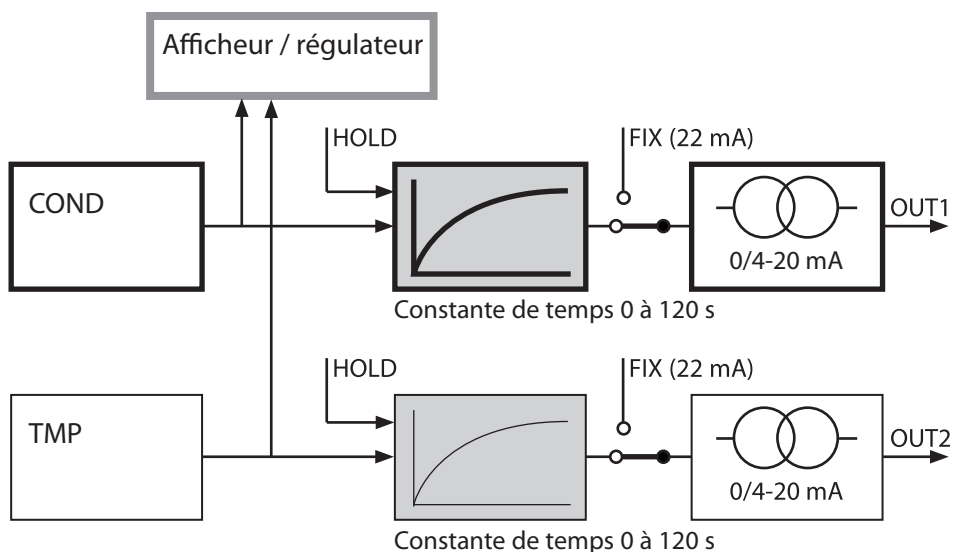 Afficheur / régulateur
HOLD
FIX (22 mA)
COND
OUT1
0/4-20 mA
Constante de temps 0 à 120 s
HOLD
FIX (22 mA)
TMP
OUT2
0/4-20 mA
Constante de temps 0 à 120 s